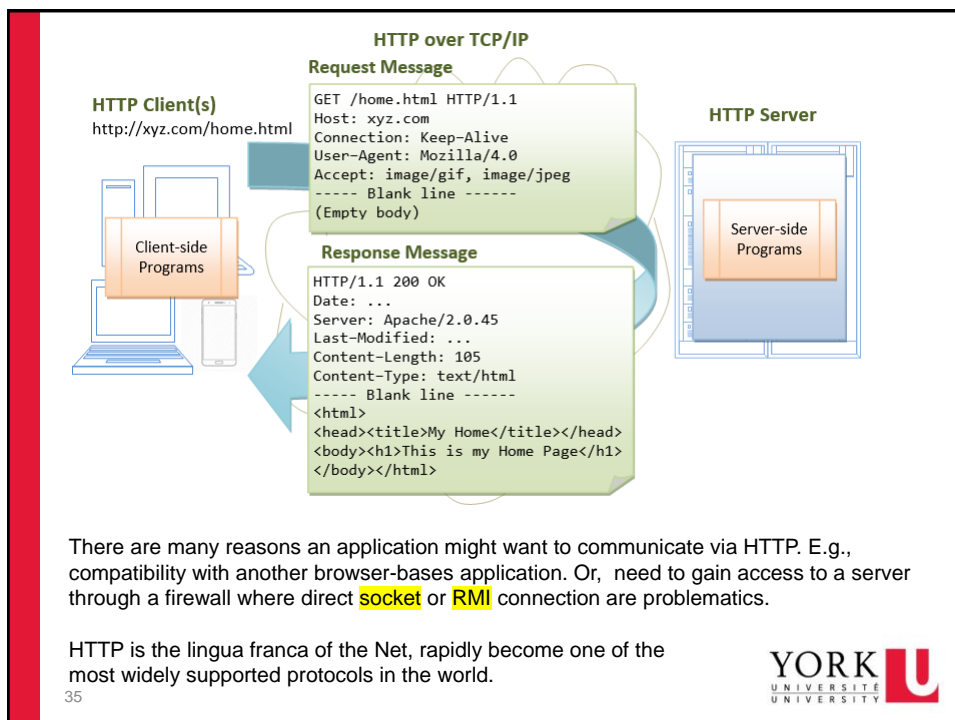 HTTP over TCP/IP
Request Message
HTTP Client(s)
http://xyz.com/home.html
GET /home.html HTTP/1.1
Host: xyz.com
Connection: Keep-Alive
User-Agent: Mozilla/4.0
Accept: image/gif, image/jpeg
----- Blank line ------
(Empty body)
HTTP Server
Client-side
Programs
Server-side
Programs
Response Message
HTTP/1.1 200 OK
Date: ...
Server: Apache/2.0.45
Last-Modified: ...
Content-Length: 105
Content-Type: text/html
----- Blank line ------
<html>
<head><title>My Home</title></head>
<body><h1>This is my Home Page</h1>
</body></html>
There are many reasons an application might want to communicate via HTTP. E.g.,
compatibility with another browser-bases application. Or, need to gain access to a server
through a firewall where direct socket or RMI connection are problematics.
HTTP is the lingua franca of the Net, rapidly become one of the
most widely supported protocols in the world.
35
YORK U
UNIVERSITÉ
UNIVERSITY